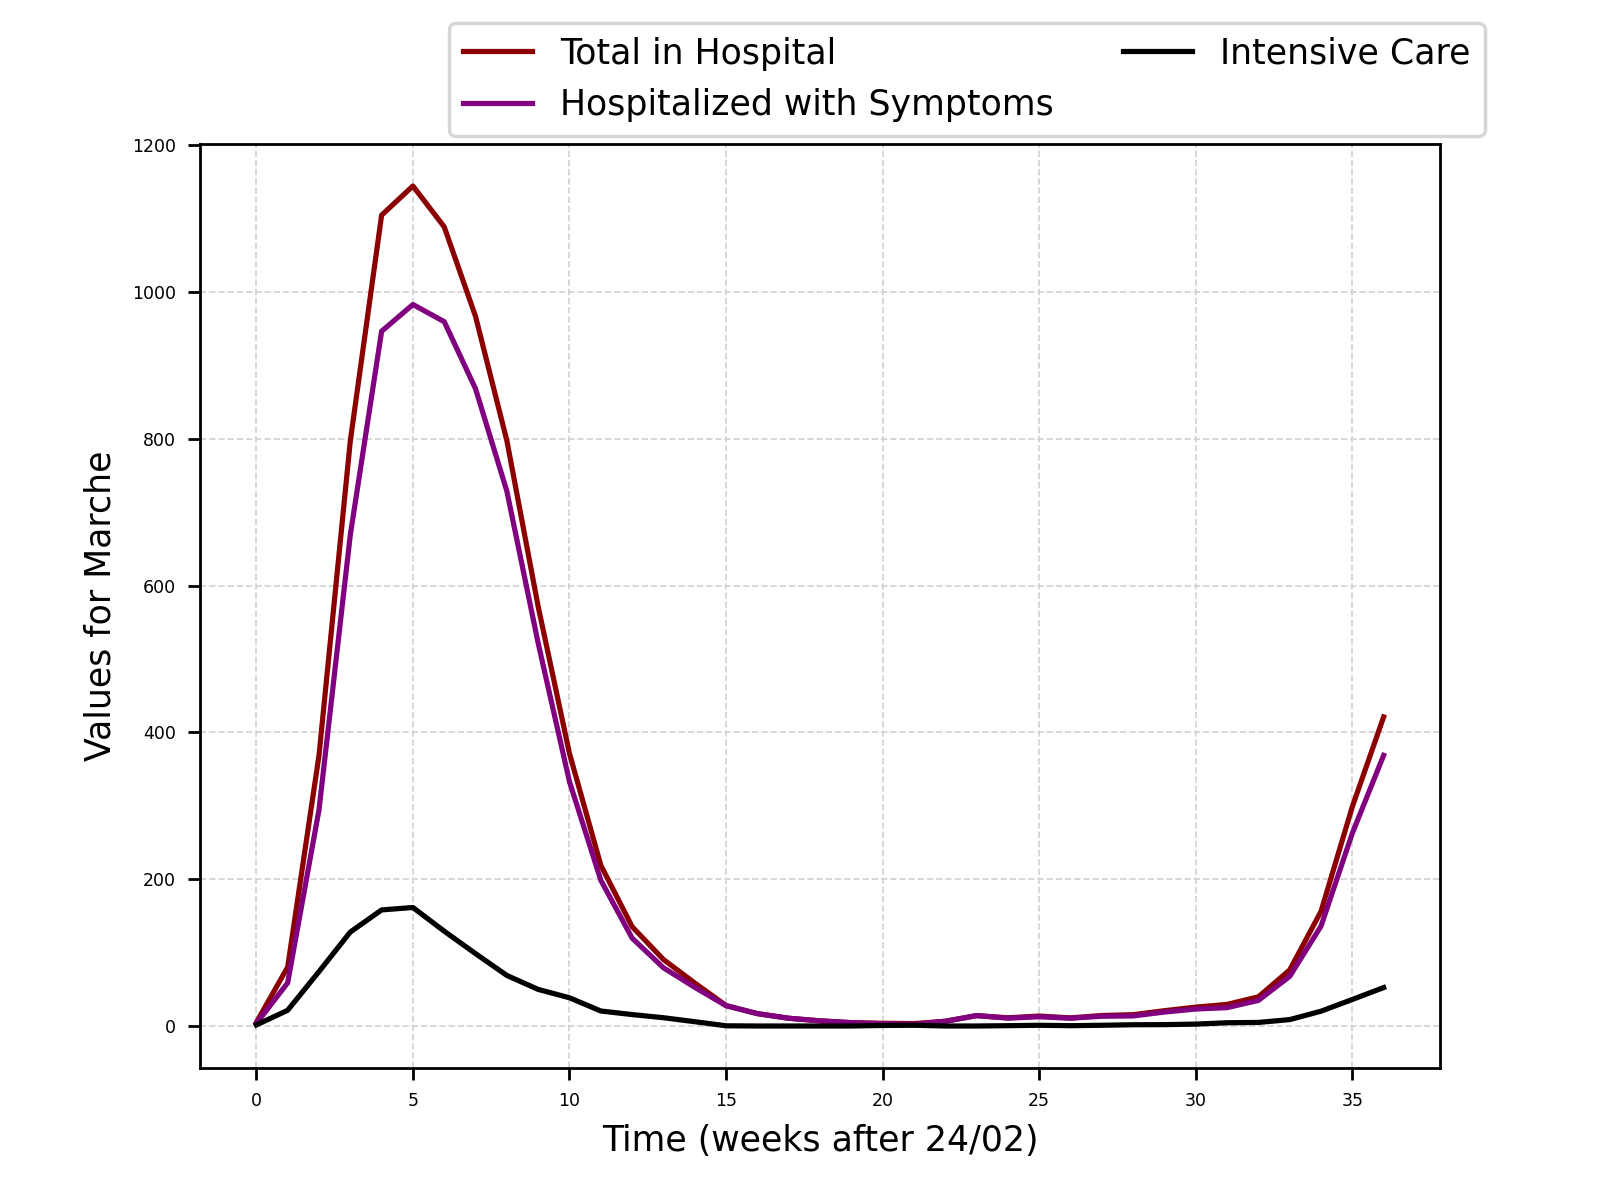 Total in Hospital
Hospitalized with Symptoms
Intensive Care
1200
1000
800
600
400
200
0
Values for Marche
0 5 10 15 20 25 30 35
Time (weeks after 24/02)